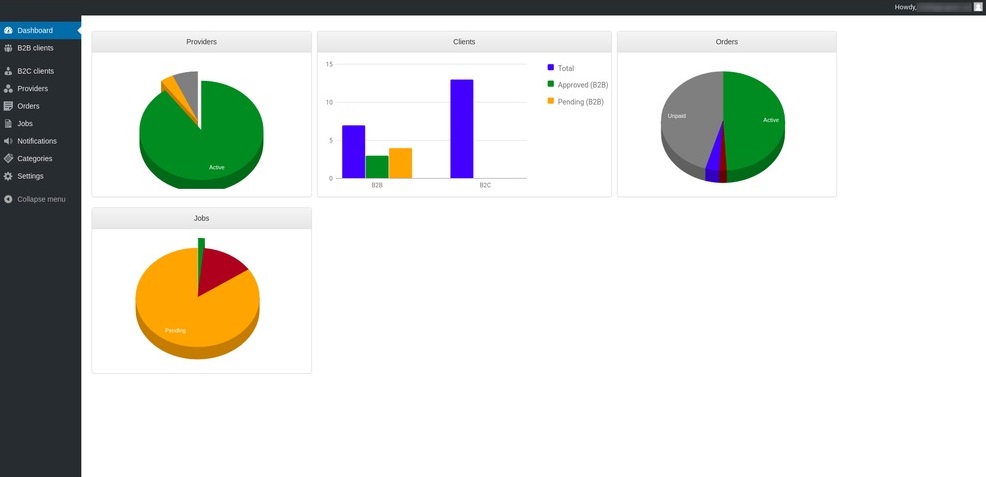 Howdy,
Dashboard
B2B clients
B2C clients
Providers
Orders
Jobs
Notifications
Categories
Settings
Collapse menu
Providers
Active
Clients
15
10
5
0
B2B
B2C
Total
Approved (B2B)
Pending (B2B)
Orders
Unpaid
Active
Jobs
Pending